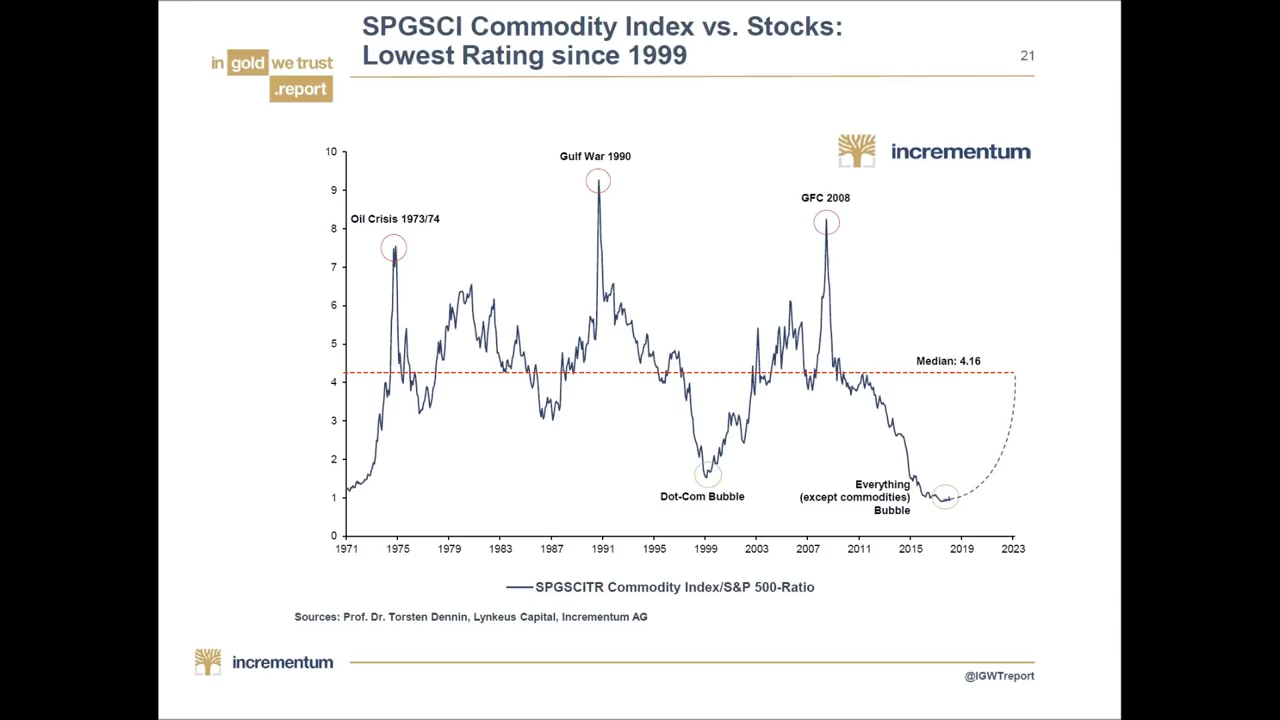 SPGSCI Commodity Index vs. Stocks:
Lowest Rating since 1999
21
in gold we trust
.report
incrementum
10
9
8
7
6
5
4
3
2
1
0
Gulf War 1990
GFC 2008
Oil Crisis 1973/74
Median: 4.16
Dot-Com Bubble
Everything
(except commodities)
Bubble
1971 1975 1979 1983 1987 1991 1995 1999 2003 2007 2011 2015 2019 2023
SPGSCITR Commodity Index/S&P 500-Ratio
Sources: Prof. Dr. Torsten Dennin, Lynkeus Capital, Incrementum AG
incrementum
@IGWTreport